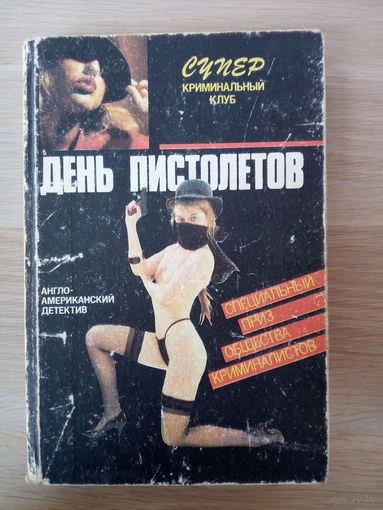 СУПЕР
КРИМИНАЛЬНЫЙ
КЛУБ
ДЕНЬ ПИСТОЛЕТОВ
АНГЛО-
АМЕРИКАНСКИЙ
ДЕТЕКТИВ
СПЕЦИАЛЬНЫЙ
ПРИЗ
ОБЩЕСТВА
КРИМИНАЛИСТОВ